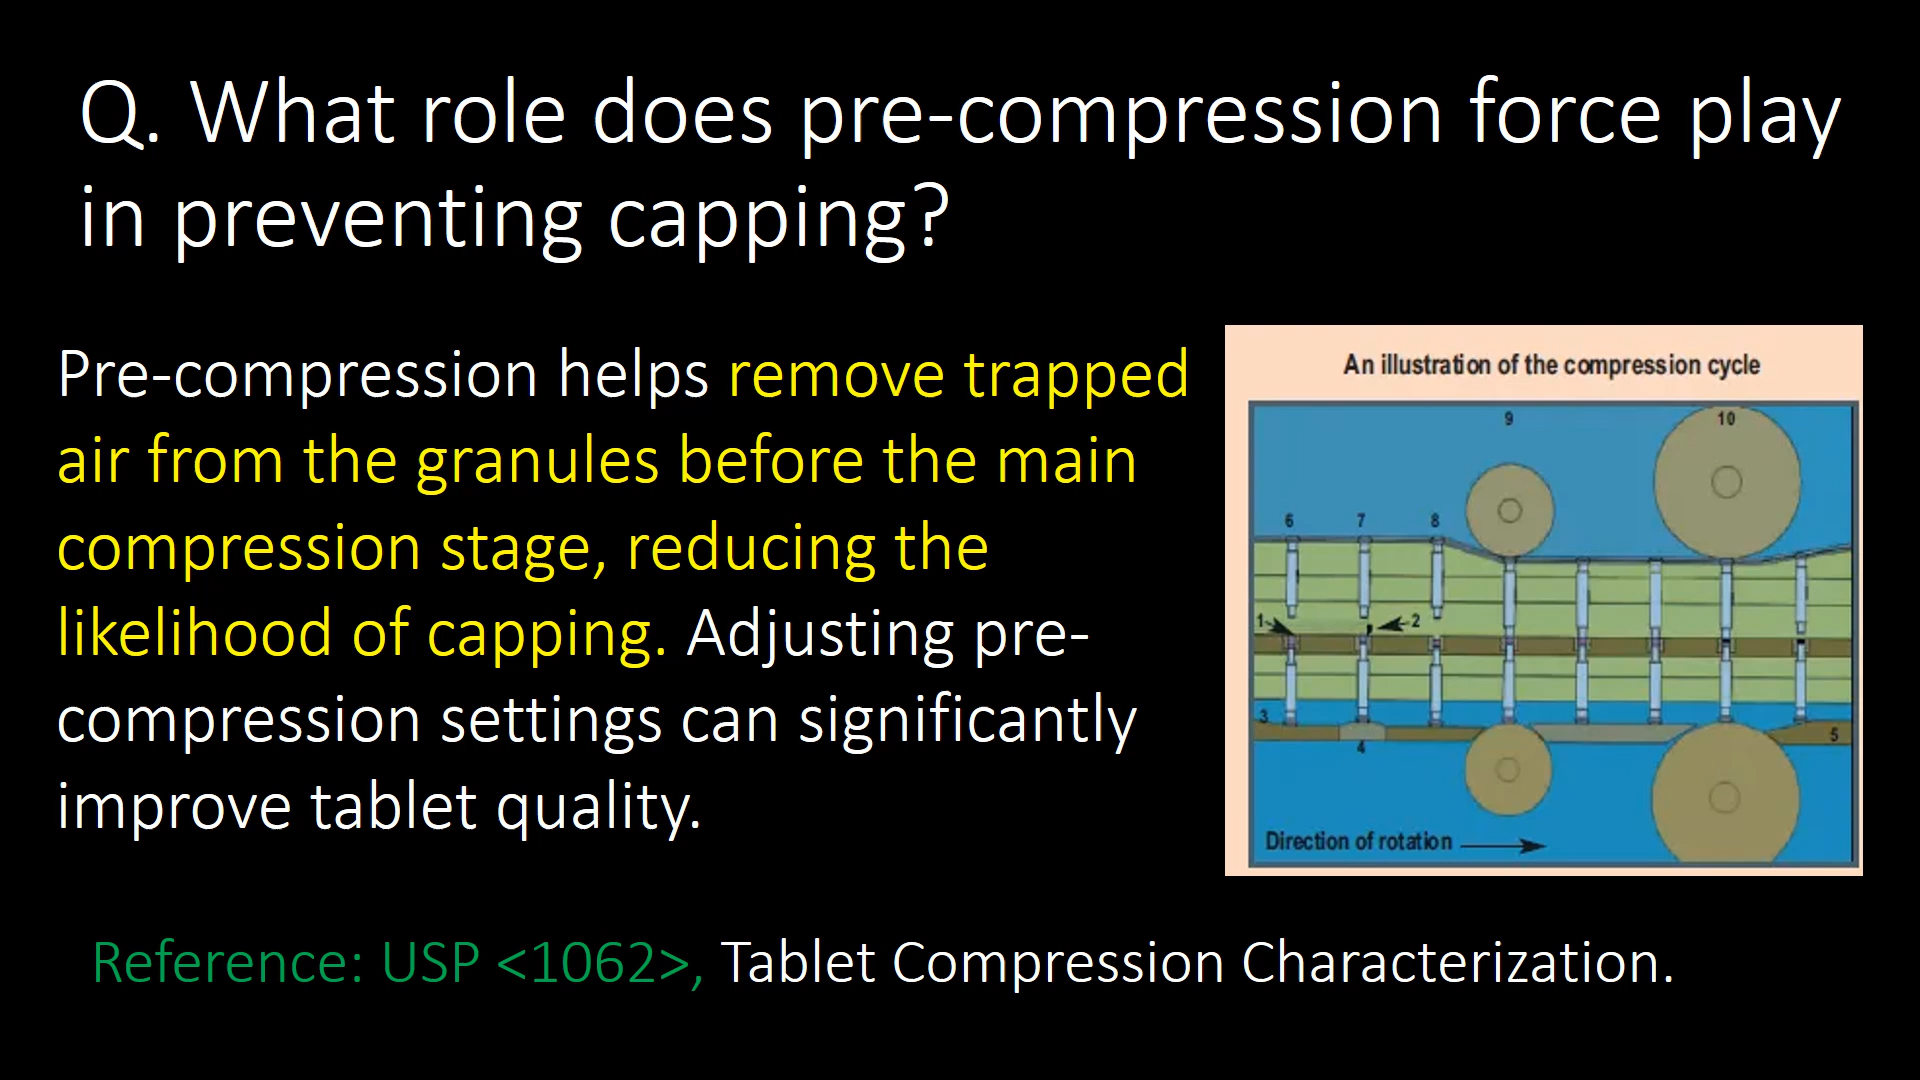 Q. What role does pre-compression force play
in preventing capping?
Pre-compression helps remove trapped
air from the granules before the main
compression stage, reducing the
likelihood of capping. Adjusting pre-
compression settings can significantly
improve tablet quality.
An illustration of the compression cycle
9 10
6 7 8
1 2
3
4 5
Direction of rotation
Reference: USP <1062>, Tablet Compression Characterization.